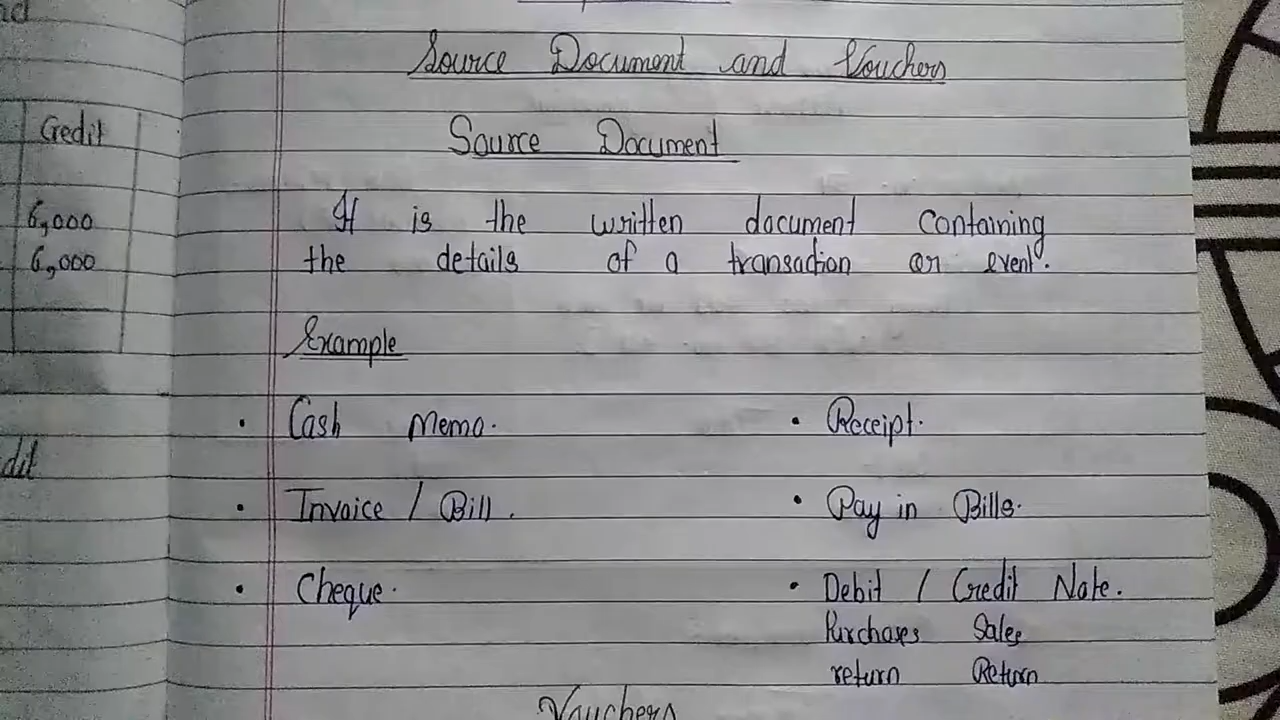 Credit
6,000
6,000
Source Document and Vouchers
Source Document
It is the written document containing
the details of a transaction or event.
Example
• Cash Memo.
• Receipt.
• Invoice / Bill.
• Pay in Bills.
• Cheque.
• Debit / Credit Note.
Purchases Sales
return Return
Vouchers